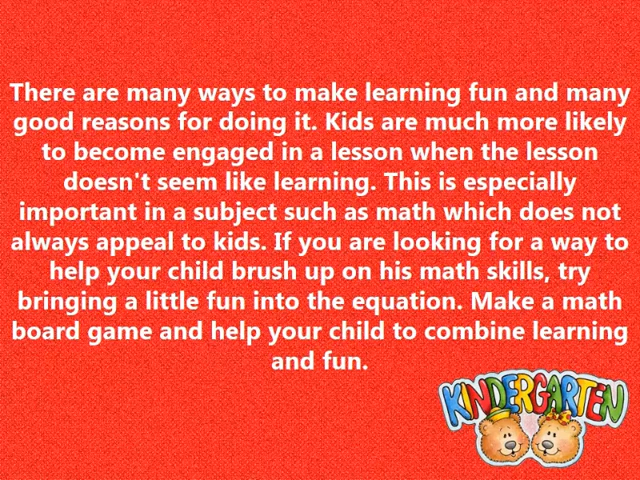 There are many ways to make learning fun and many
good reasons for doing it. Kids are much more likely
to become engaged in a lesson when the lesson
doesn't seem like learning. This is especially
important in a subject such as math which does not
always appeal to kids. If you are looking for a way to
help your child brush up on his math skills, try
bringing a little fun into the equation. Make a math
board game and help your child to combine learning
and fun.
KINDERGARTEN